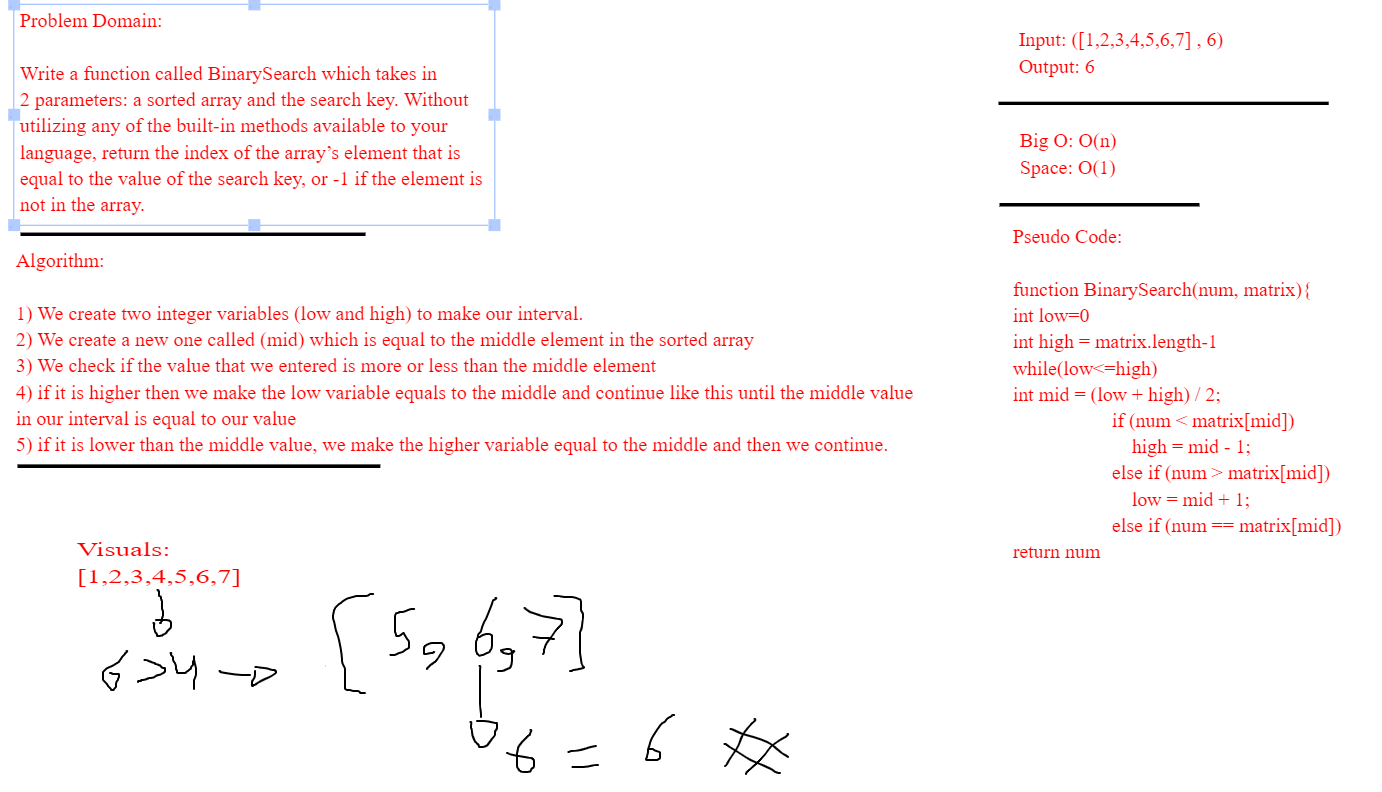 Problem Domain:
Write a function called BinarySearch which takes in
2 parameters: a sorted array and the search key. Without
utilizing any of the built-in methods available to your
language, return the index of the array's element that is
equal to the value of the search key, or -1 if the element is
not in the array.
Algorithm:
1) We create two integer variables (low and high) to make our interval.
2) We create a new one called (mid) which is equal to the middle element in the sorted array
3) We check if the value that we entered is more or less than the middle element
4) if it is higher then we make the low variable equals to the middle and continue like this until the middle value
in our interval is equal to our value
5) if it is lower than the middle value, we make the higher variable equal to the middle and then we continue.
Visuals:
[1,2,3,4,5,6,7]
6 > 4 → [5, 6, 7]
6 = 6
Input: ([1,2,3,4,5,6,7] , 6)
Output: 6
Big O: O(n)
Space: O(1)
Pseudo Code:
function BinarySearch(num, matrix){
int low=0
int high = matrix.length-1
while(low<=high)
int mid = (low + high) / 2;
if (num < matrix[mid])
high = mid - 1;
else if (num > matrix[mid])
low = mid + 1;
else if (num == matrix[mid])
return num